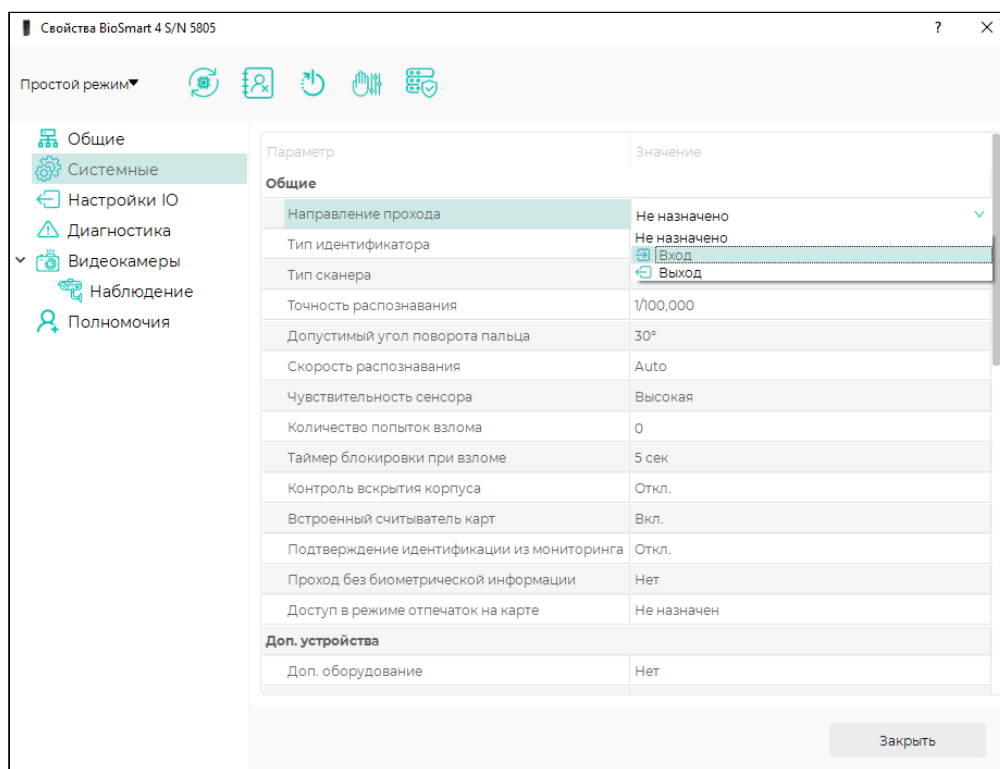 Свойства BioSmart 4 S/N 5805 ?
Простой режим
Общие
Системные
Настройки IO
Диагностика
Видеокамеры
Наблюдение
Полномочия
Параметр Значение
Общие
Направление прохода Не назначено
Не назначено
Тип идентификатора
Вход
Тип сканера
Выход
Точность распознавания 1/100,000
Допустимый угол поворота пальца 30°
Скорость распознавания Auto
Чувствительность сенсора Высокая
Количество попыток взлома 0
Таймер блокировки при взломе 5 сек
Контроль вскрытия корпуса Откл.
Встроенный считыватель карт Вкл.
Подтверждение идентификации из мониторинга Откл.
Проход без биометрической информации Нет
Доступ в режиме отпечаток на карте Не назначен
Доп. устройства
Доп. оборудование Нет
Закрыть